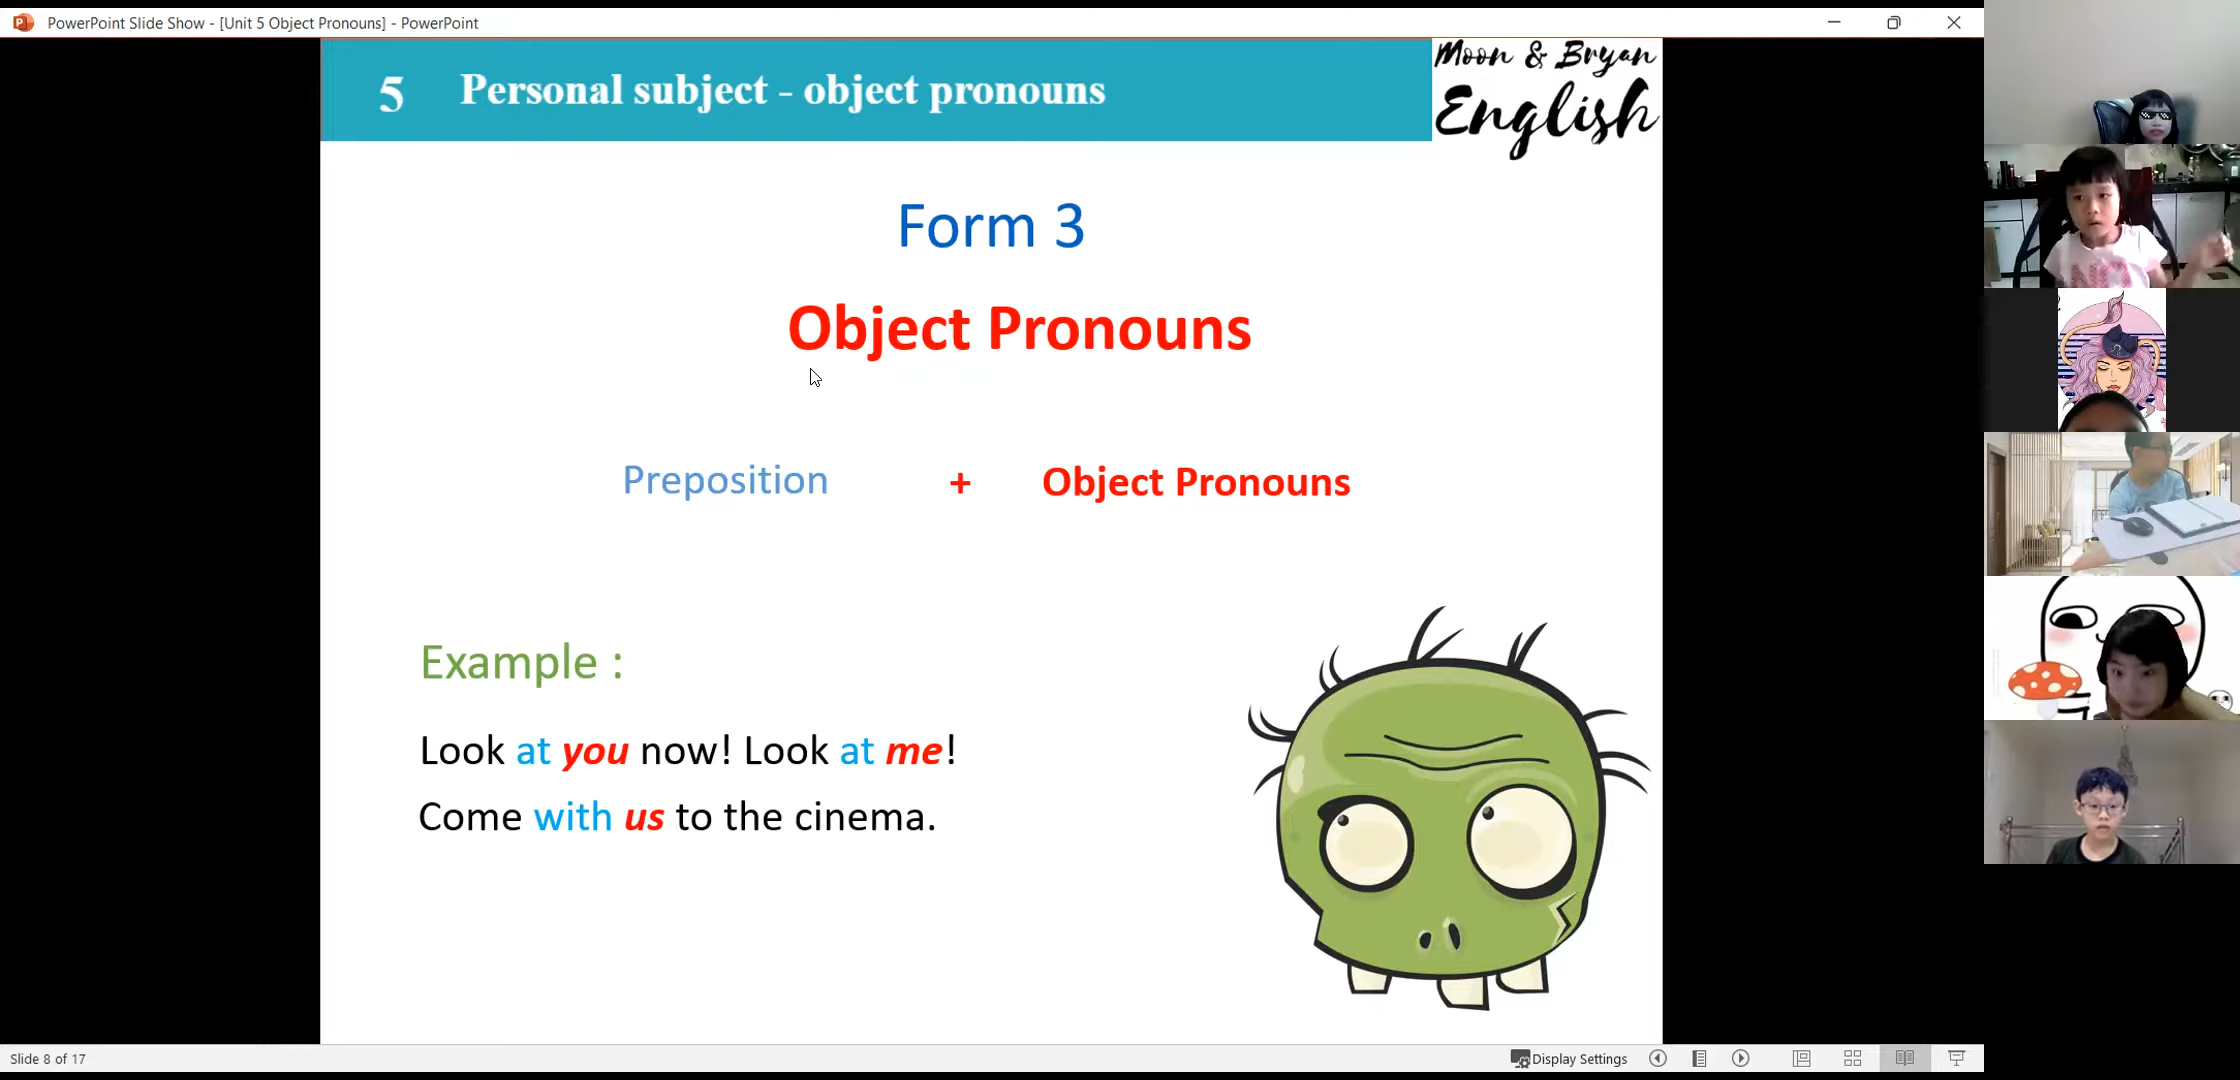 PowerPoint Slide Show - [Unit 5 Object Pronouns] - PowerPoint
5 Personal subject - object pronouns
Moon & Bryan
English
Form 3
Object Pronouns
Preposition + Object Pronouns
Example :
Look at you now! Look at me!
Come with us to the cinema.
Slide 8 of 17
Display Settings